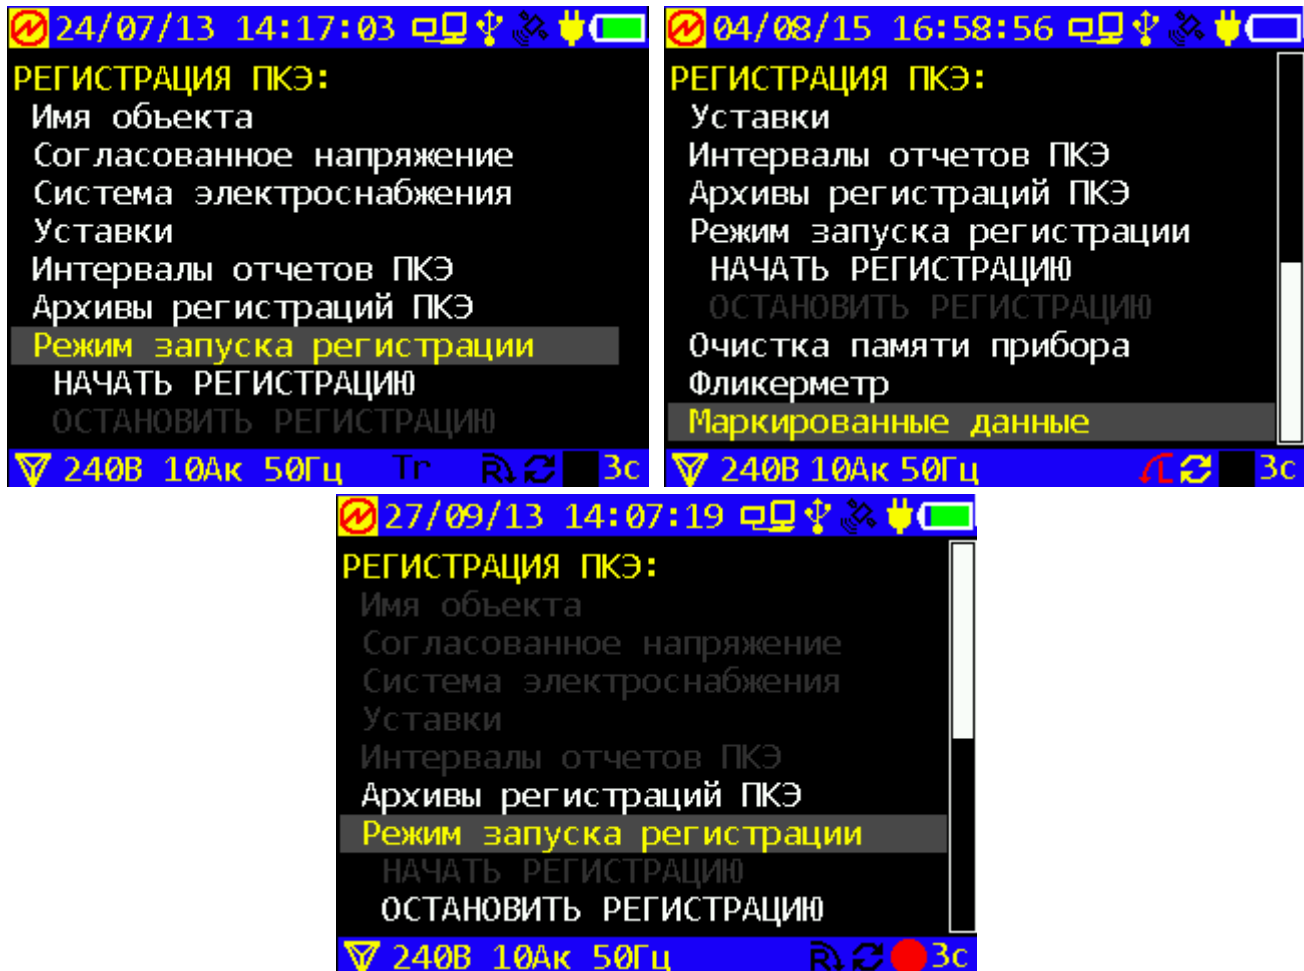 24/07/13 14:17:03
РЕГИСТРАЦИЯ ПКЭ:
Имя обьекта
Согласованное напряжение
Система электроснабжения
Уставки
Интервалы отчетов ПКЭ
Архивы регистраций ПКЭ
Режим запуска регистрации
НАЧАТЬ РЕГИСТРАЦИЮ
ОСТАНОВИТЬ РЕГИСТРАЦИЮ
240В 10Ак 50Гц Tr R 3с
04/08/15 16:58:56
РЕГИСТРАЦИЯ ПКЭ:
Уставки
Интервалы отчетов ПКЭ
Архивы регистраций ПКЭ
Режим запуска регистрации
НАЧАТЬ РЕГИСТРАЦИЮ
ОСТАНОВИТЬ РЕГИСТРАЦИЮ
Очистка памяти прибора
Фликерметр
Маркированные данные
240В 10Ак 50Гц L 3с
27/09/13 14:07:19
РЕГИСТРАЦИЯ ПКЭ:
Имя обьекта
Согласованное напряжение
Система электроснабжения
Уставки
Интервалы отчетов ПКЭ
Архивы регистраций ПКЭ
Режим запуска регистрации
НАЧАТЬ РЕГИСТРАЦИЮ
ОСТАНОВИТЬ РЕГИСТРАЦИЮ
240В 10Ак 50Гц R 3с